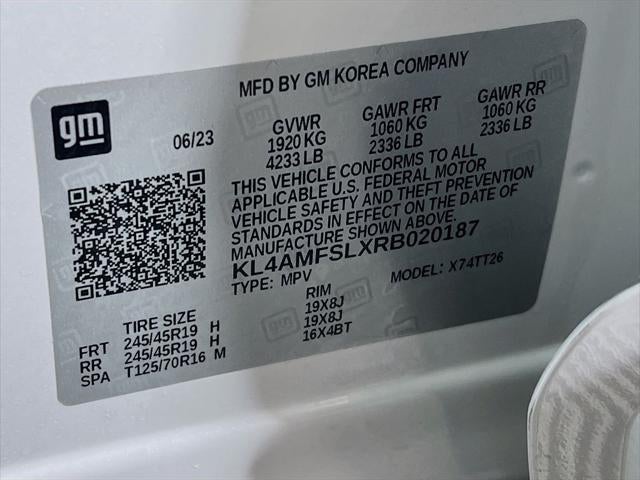 MFD BY GM KOREA COMPANY
gm
06/23
GVWR
1920 KG
4233 LB
GAWR FRT
1060 KG
2336 LB
GAWR RR
1060 KG
2336 LB
THIS VEHICLE CONFORMS TO ALL
APPLICABLE U.S. FEDERAL MOTOR
VEHICLE SAFETY AND THEFT PREVENTION
STANDARDS IN EFFECT ON THE DATE OF
MANUFACTURE SHOWN ABOVE.
KL4AMFSLXRB020187
TYPE: MPV MODEL: X74TT26
TIRE SIZE RIM
FRT 245/45R19 H 19X8J
RR 245/45R19 H 19X8J
SPA T125/70R16 M 16X4BT